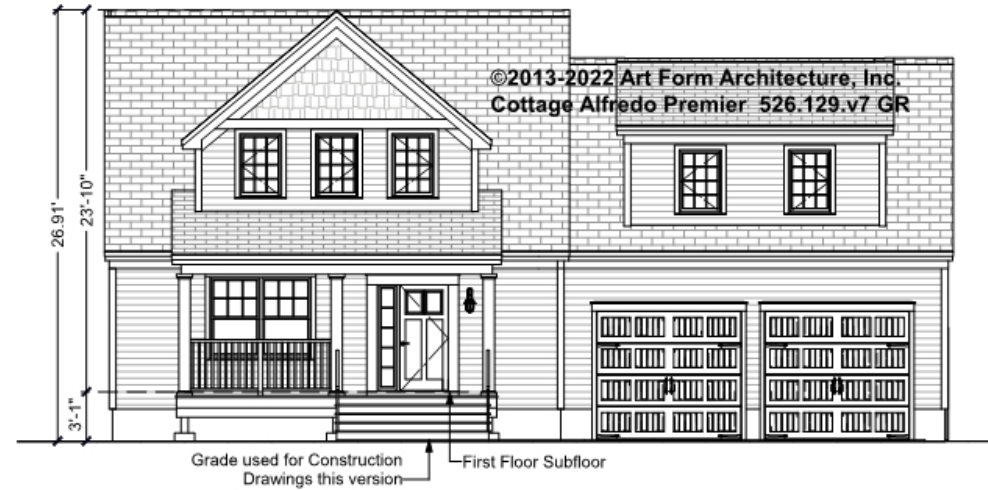 ©2013-2022 Art Form Architecture, Inc.
Cottage Alfredo Premier 526.129.v7 GR
26.91'
23'-10"
3'-1"
Grade used for Construction
Drawings this version
First Floor Subfloor